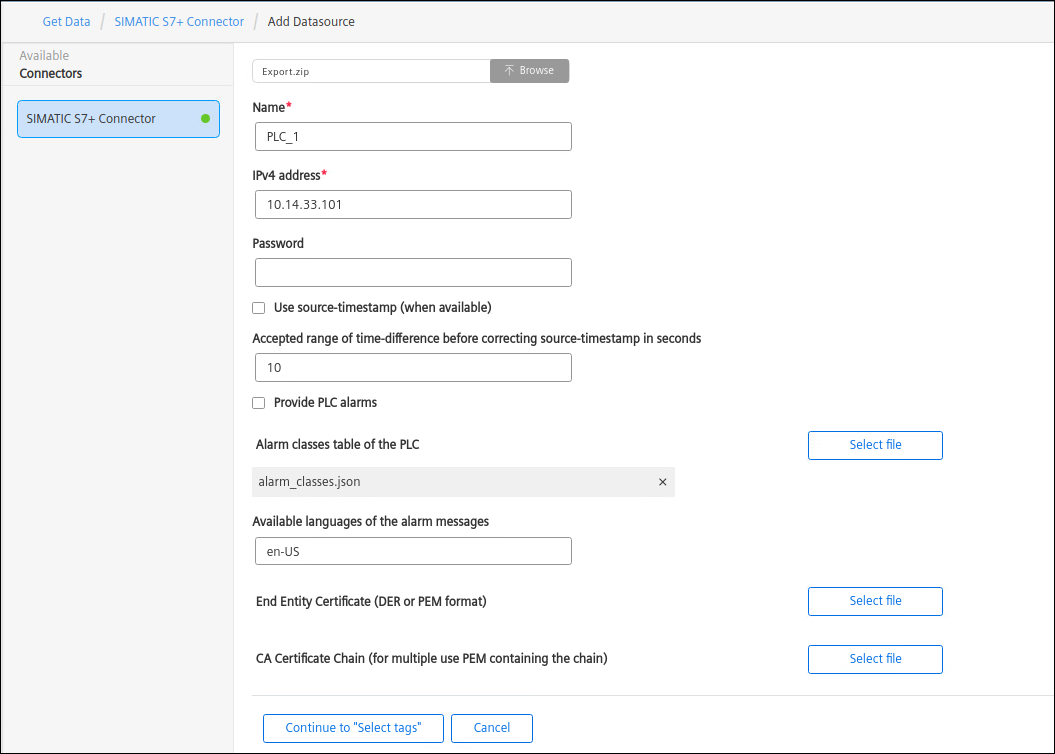 Get Data / SIMATIC S7+ Connector / Add Datasource
Available
Connectors
SIMATIC S7+ Connector
Export.zip
Browse
Name*
PLC_1
IPv4 address*
10.14.33.101
Password
Use source-timestamp (when available)
Accepted range of time-difference before correcting source-timestamp in seconds
10
Provide PLC alarms
Alarm classes table of the PLC
Select file
alarm_classes.json
×
Available languages of the alarm messages
en-US
End Entity Certificate (DER or PEM format)
Select file
CA Certificate Chain (for multiple use PEM containing the chain)
Select file
Continue to "Select tags"
Cancel